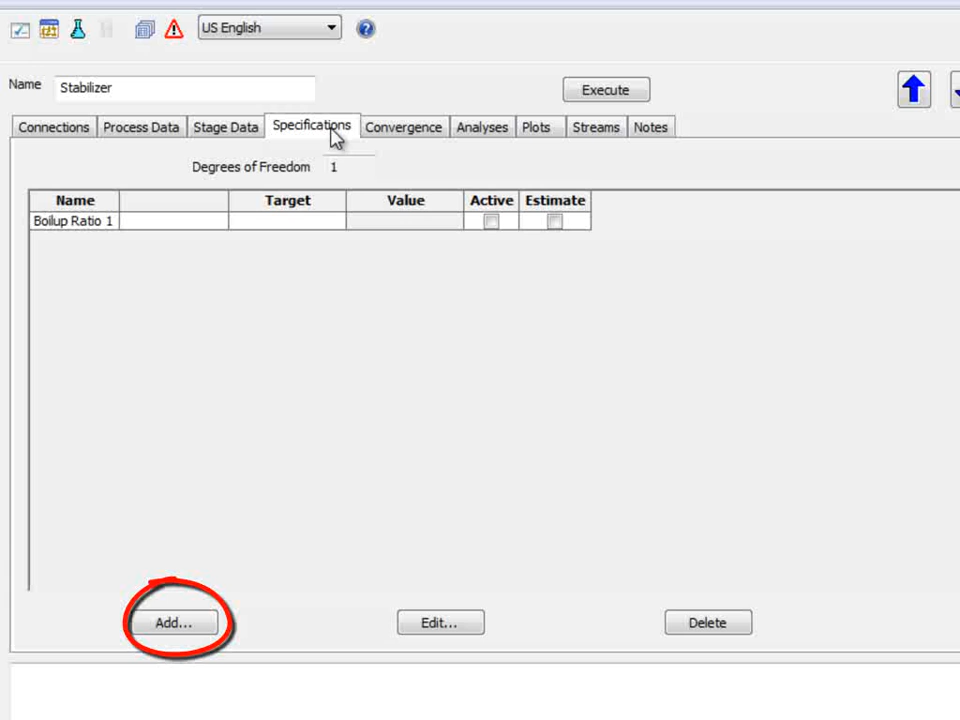 US English
Name Stabilizer Execute
Connections Process Data Stage Data Specifications Convergence Analyses Plots Streams Notes
Degrees of Freedom 1
Name Target Value Active Estimate
Boilup Ratio 1
Add... Edit... Delete